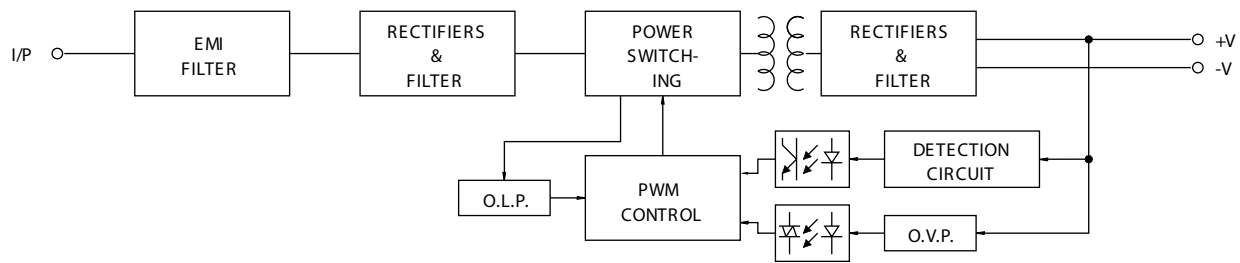 I/P
EMI
FILTER
RECTIFIERS
&
FILTER
POWER
SWITCH-
ING
RECTIFIERS
&
FILTER
+V
-V
O.L.P.
PWM
CONTROL
DETECTION
CIRCUIT
O.V.P.